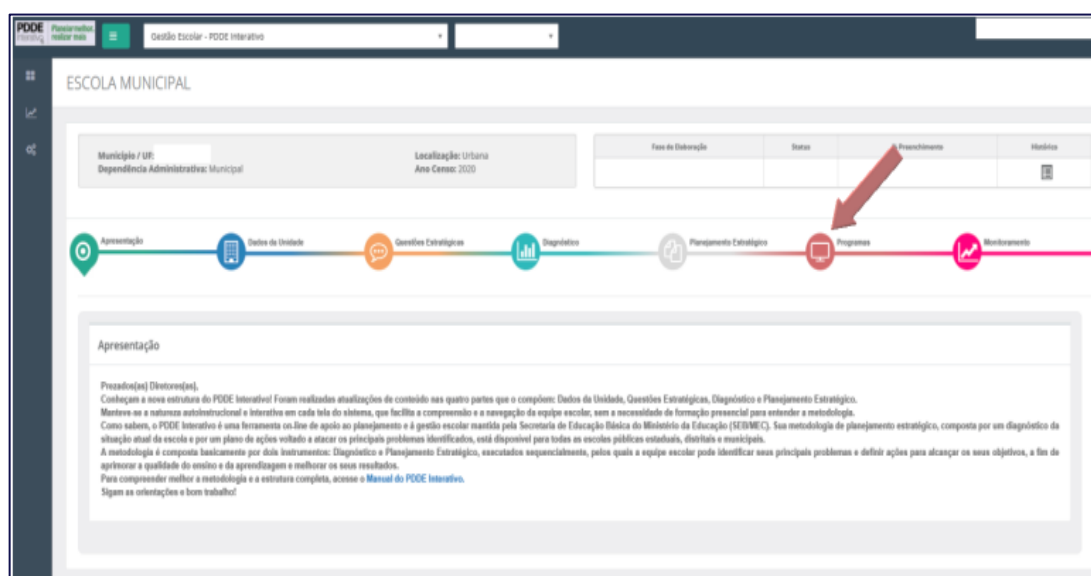 PDDE Planejar melhor,
Interativo realizar mais
Gestão Escolar - PDDE Interativo
ESCOLA MUNICIPAL
Município / UF: Localização: Urbana
Dependência Administrativa: Municipal Ano Censo: 2020
Fase de Elaboração Status Preenchimento Histórico
Apresentação Dados da Unidade Questões Estratégicas Diagnóstico Planejamento Estratégico Programas Monitoramento
Apresentação
Prezados(as) Diretores(as),
Conheçam a nova estrutura do PDDE Interativo! Foram realizadas atualizações de conteúdo nas quatro partes que o compõem: Dados da Unidade, Questões Estratégicas, Diagnóstico e Planejamento Estratégico.
Manteve-se a natureza autoinstrucional e interativa em cada tela do sistema, que facilita a compreensão e a navegação da equipe escolar, sem a necessidade de formação presencial para entender a metodologia.
Como sabem, o PDDE Interativo é uma ferramenta on-line de apoio ao planejamento e à gestão escolar mantida pela Secretaria de Educação Básica do Ministério da Educação (SEB/MEC). Sua metodologia de planejamento estratégico, composta por um diagnóstico da
situação atual da escola e por um plano de ações voltado a atacar os principais problemas identificados, está disponível para todas as escolas públicas estaduais, distritais e municipais.
A metodologia é composta basicamente por dois instrumentos: Diagnóstico e Planejamento Estratégico, executados sequencialmente, pelos quais a equipe escolar pode identificar seus principais problemas e definir ações para alcançar os seus objetivos, a fim de
aprimorar a qualidade do ensino e da aprendizagem e melhorar os seus resultados.
Para compreender melhor a metodologia e a estrutura completa, acesse o Manual do PDDE Interativo.
Sigam as orientações e bom trabalho!